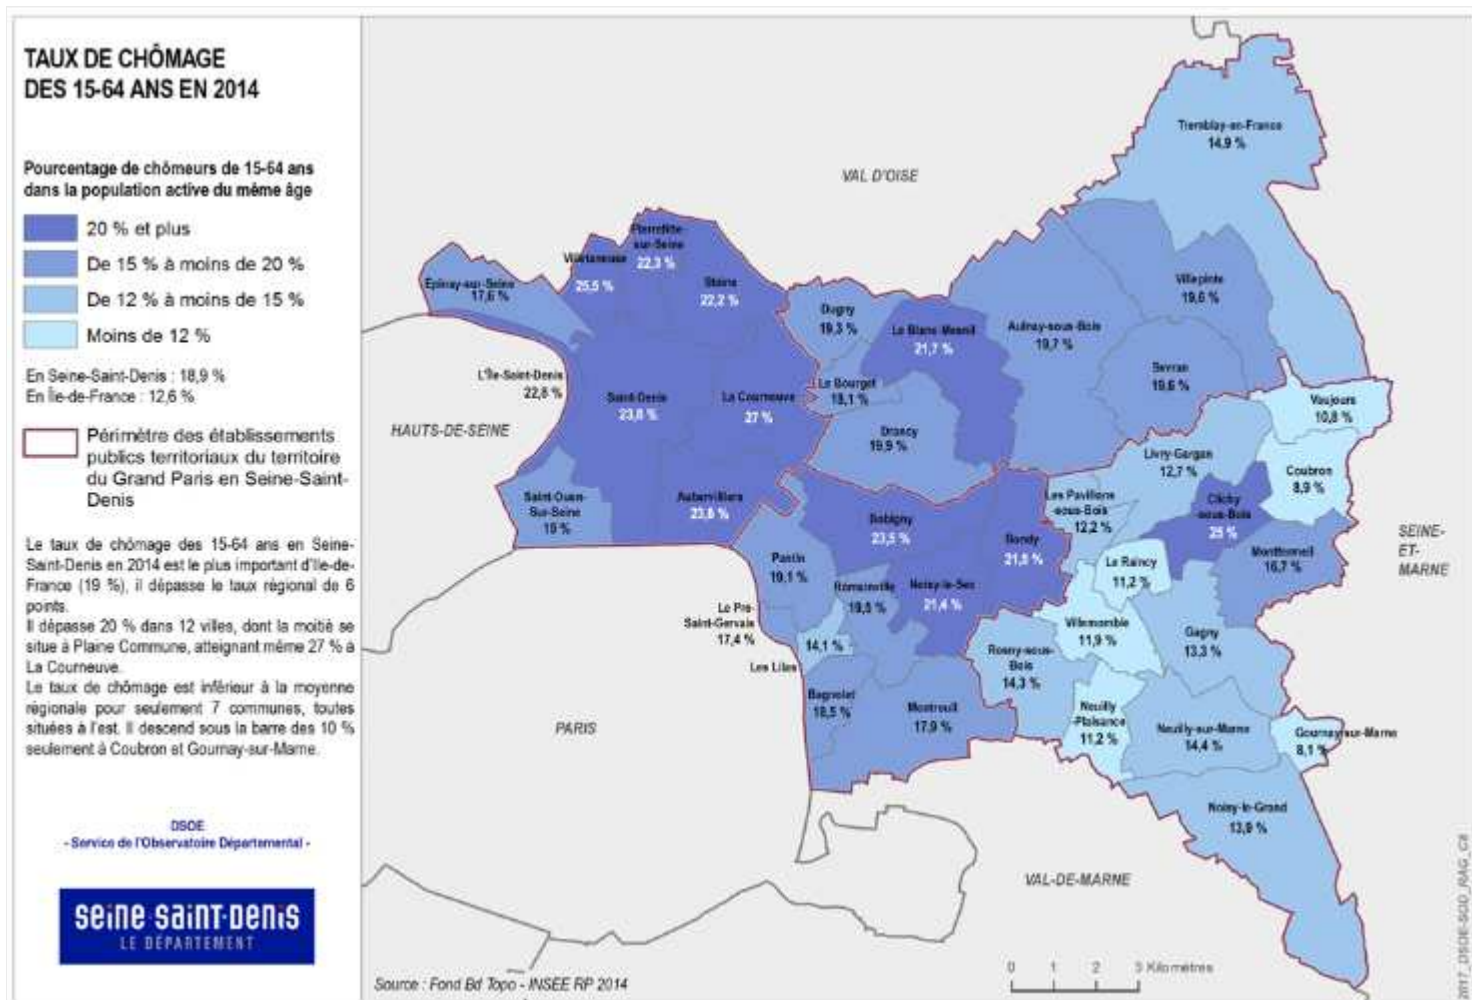 TAUX DE CHÔMAGE
DES 15-64 ANS EN 2014
Pourcentage de chômeurs de 15-64 ans
dans la population active du même âge
20 % et plus
De 15 % à moins de 20 %
De 12 % à moins de 15 %
Moins de 12 %
En Seine-Saint-Denis : 18,9 %
En Île-de-France : 12,6 %
Périmètre des établissements
publics territoriaux du territoire
du Grand Paris en Seine-Saint-
Denis
Le taux de chômage des 15-64 ans en Seine-
Saint-Denis en 2014 est le plus important d'Ile-de-
France (19 %), il dépasse le taux régional de 6
points.
Il dépasse 20 % dans 12 villes, dont la moitié se
situe à Plaine Commune, atteignant même 27 % à
La Courneuve.
Le taux de chômage est inférieur à la moyenne
régionale pour seulement 7 communes, toutes
situées à l'est. Il descend sous la barre des 10 %
seulement à Coubron et Gournay-sur-Marne.
DSOE
- Service de l'Observatoire Départemental -
seine-saint-denis
LE DÉPARTEMENT
VAL D'OISE
HAUTS-DE-SEINE
PARIS
VAL-DE-MARNE
SEINE-
ET-
MARNE
Tremblay-en-France
14,9 %
Villepinte
19,6 %
Pierrefitte-
sur-Seine
22,3 %
Villetaneuse
25,5 %
Epinay-sur-Seine
17,6 %
Stains
22,2 %
Dugny
19,3 %
Le Blanc-Mesnil
21,7 %
Aulnay-sous-Bois
19,7 %
Sevran
19,6 %
L'Île-Saint-Denis
22,8 %
Saint-Denis
23,8 %
La Courneuve
27 %
Le Bourget
18,1 %
Drancy
19,9 %
Vaujours
10,8 %
Livry-Gargan
12,7 %
Coubron
8,9 %
Saint-Ouen-
Sur-Seine
19 %
Aubervilliers
23,8 %
Bobigny
23,5 %
Bondy
21,5 %
Les Pavillons
-sous-Bois
12,2 %
Clichy
-sous-Bois
25 %
Montfermeil
16,7 %
Pantin
19,1 %
Romainville
19,5 %
Noisy-le-Sec
21,4 %
Le Raincy
11,2 %
Le Pré-
Saint-Gervais
17,4 %
Les Lilas
14,1 %
Villemomble
11,9 %
Gagny
13,3 %
Rosny-sous-
Bois
14,3 %
Bagnolet
18,5 %
Montreuil
17,9 %
Neuilly
-Plaisance
11,2 %
Neuilly-sur-Marne
14,4 %
Gournay-sur-Marne
8,1 %
Noisy-le-Grand
13,9 %
0 1 2 3 Kilomètres
Source : Fond Bd Topo - INSEE RP 2014